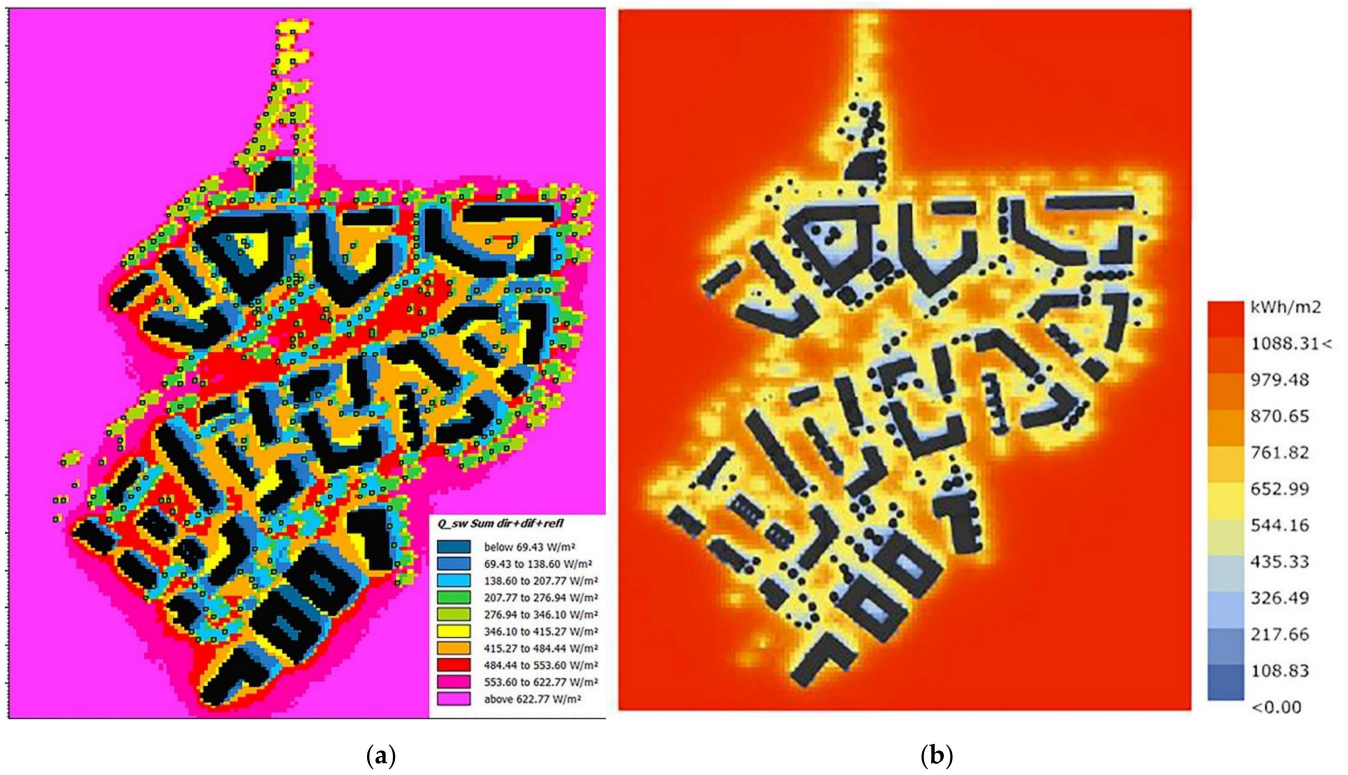 Q_sw Sum dir+dif+refl
below 69.43 W/m²
69.43 to 138.60 W/m²
138.60 to 207.77 W/m²
207.77 to 276.94 W/m²
276.94 to 346.10 W/m²
346.10 to 415.27 W/m²
415.27 to 484.44 W/m²
484.44 to 553.60 W/m²
553.60 to 622.77 W/m²
above 622.77 W/m²
kWh/m2
1088.31<
979.48
870.65
761.82
652.99
544.16
435.33
326.49
217.66
108.83
<0.00
(a)
(b)